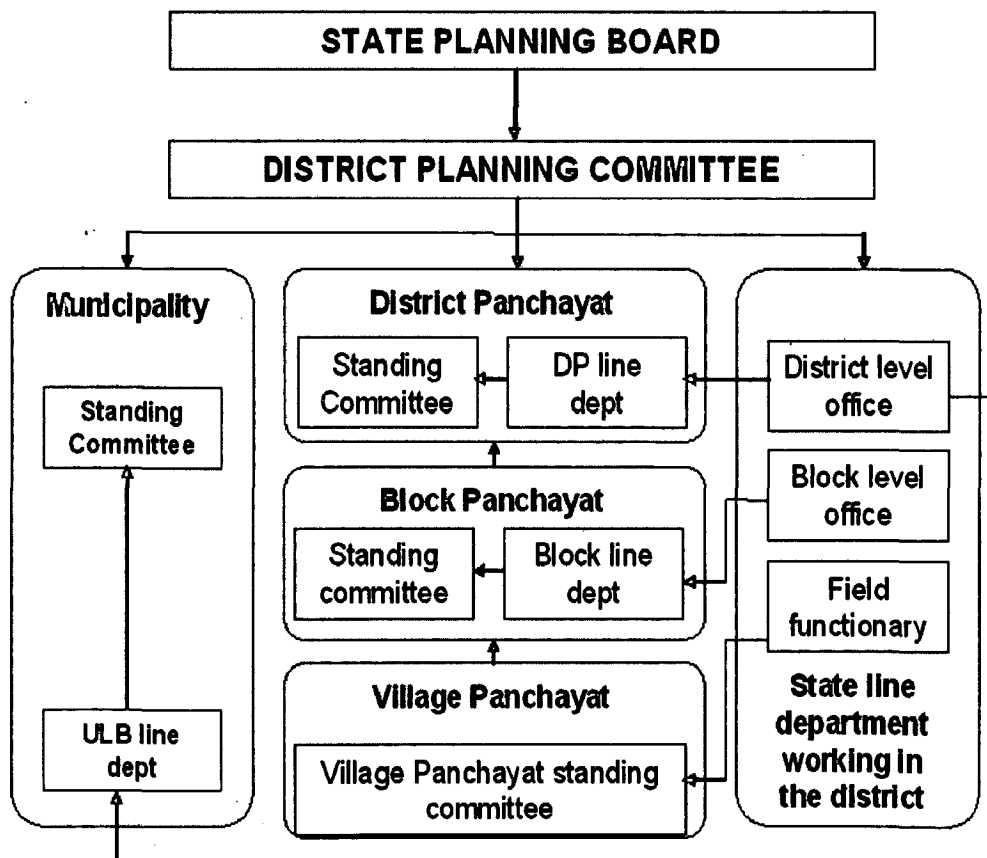 STATE PLANNING BOARD
DISTRICT PLANNING COMMITTEE
Municipality
Standing
Committee
ULB line
dept
District Panchayat
Standing
Committee
DP line
dept
Block Panchayat
Standing
committee
Block line
dept
Village Panchayat
Village Panchayat standing
committee
District level
office
Block level
office
Field
functionary
State line
department
working in
the district